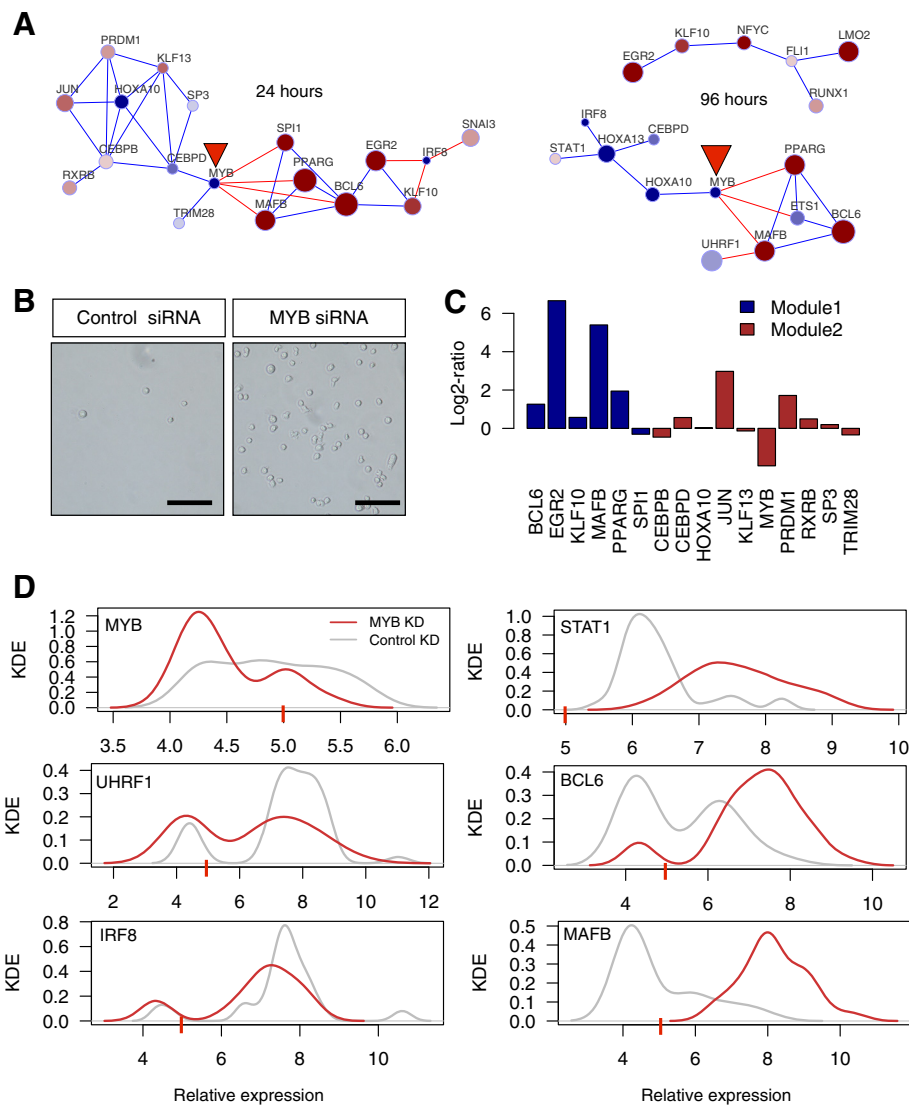 A
PRDM1
KLF13
JUN
HOXA10
SP3
24 hours
CEBPB
CEBPD
RXRB
MYB
TRIM28
SPI1
PPARG
MAFB
BCL6
EGR2
IRF8
SNAI3
KLF10
EGR2
KLF10
NFYC
FLI1
LMO2
RUNX1
96 hours
IRF8
HOXA13
CEBPD
STAT1
HOXA10
MYB
PPARG
ETS1
BCL6
MAFB
UHRF1
B
Control siRNA
MYB siRNA
C
Log2-ratio
6
4
2
0
Module1
Module2
BCL6
EGR2
KLF10
MAFB
PPARG
SPI1
CEBPB
CEBPD
HOXA10
JUN
KLF13
MYB
PRDM1
RXRB
SP3
TRIM28
D
MYB
MYB KD
Control KD
KDE
1.2
1.0
0.8
0.6
0.4
0.2
0.0
3.5 4.0 4.5 5.0 5.5 6.0
STAT1
KDE
1.0
0.8
0.6
0.4
0.2
0.0
5 6 7 8 9 10
UHRF1
KDE
0.4
0.3
0.2
0.1
0.0
2 4 6 8 10 12
BCL6
KDE
0.4
0.3
0.2
0.1
0.0
4 6 8 10
IRF8
KDE
0.8
0.6
0.4
0.2
0.0
4 6 8 10
Relative expression
MAFB
KDE
0.5
0.4
0.3
0.2
0.1
0.0
4 6 8 10
Relative expression